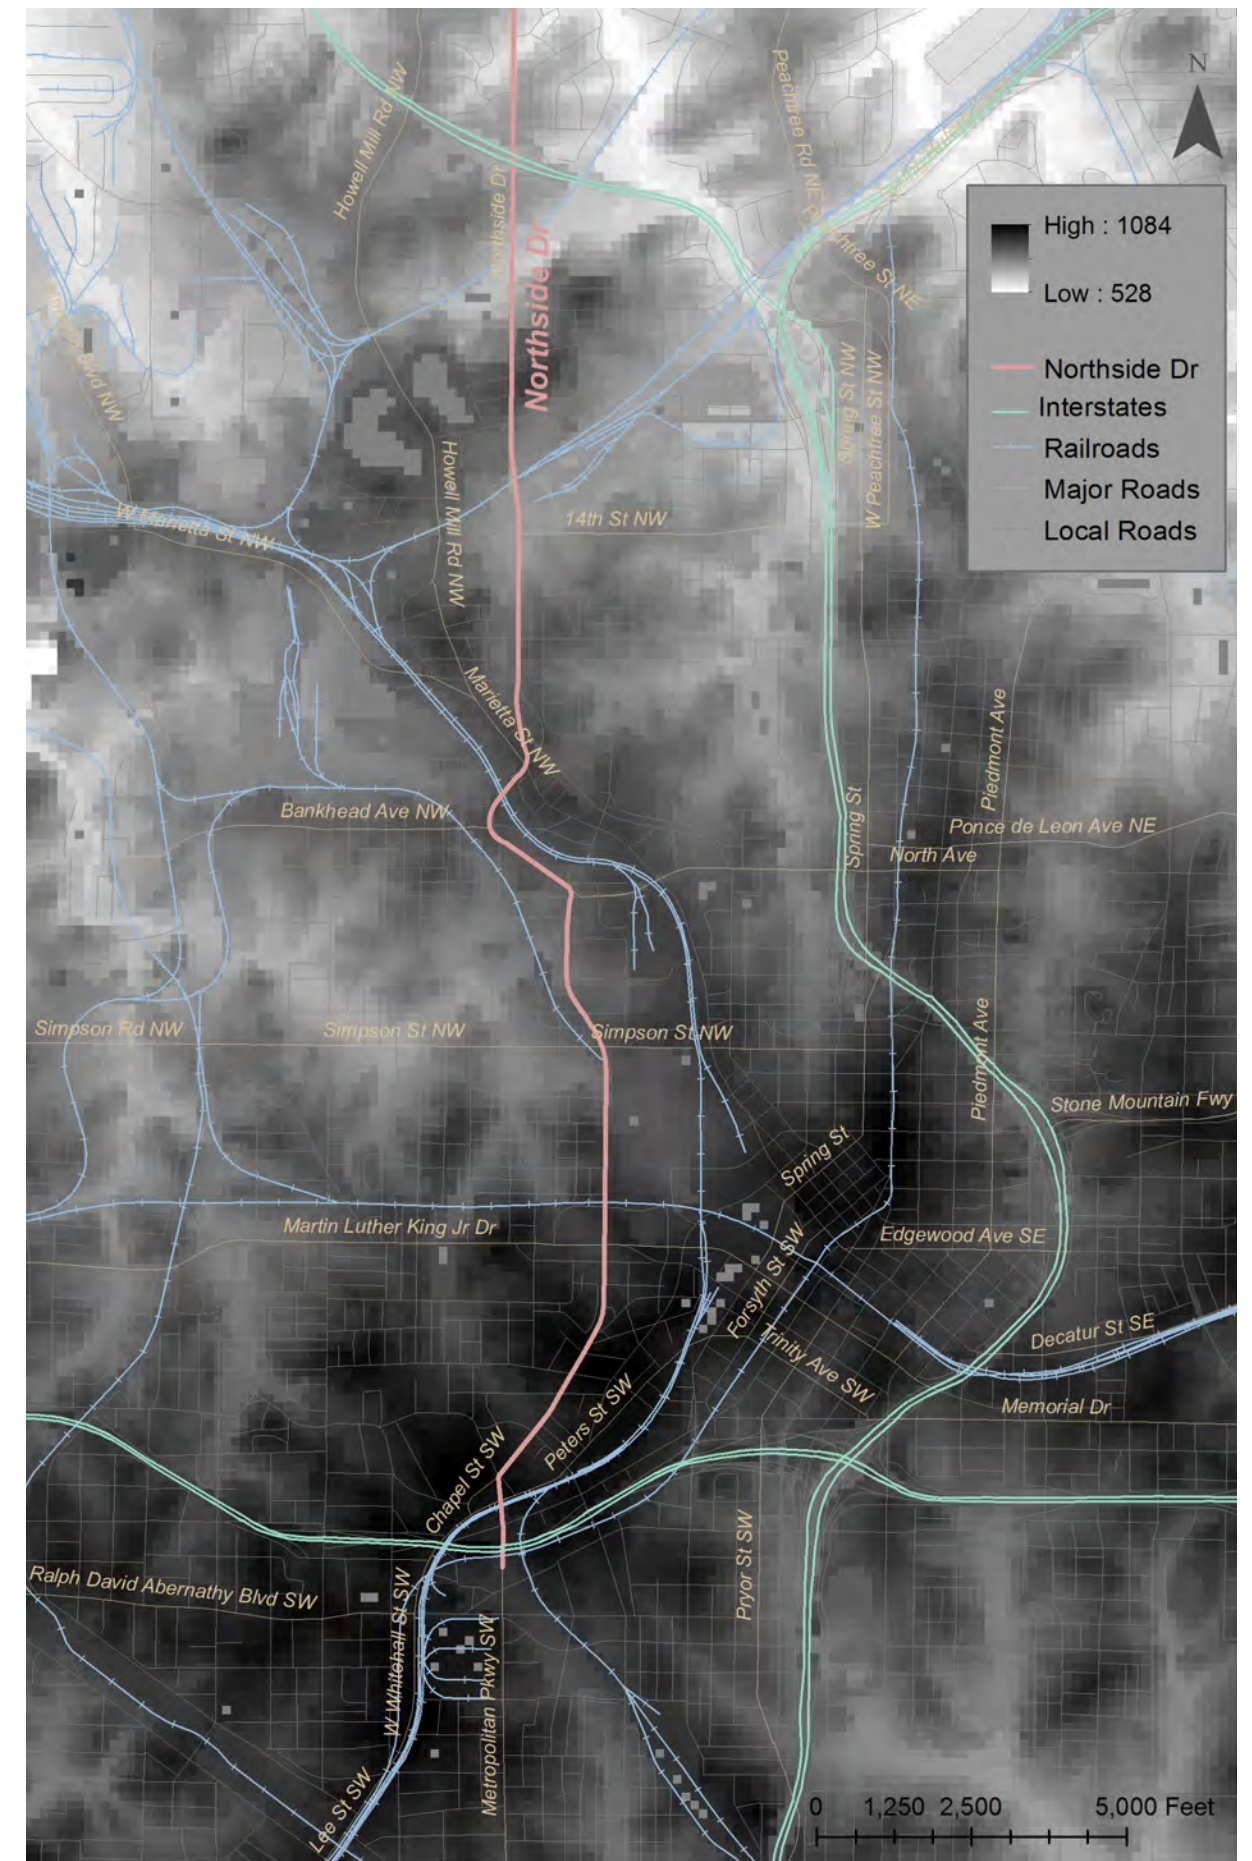 N
High : 1084
Low : 528
Northside Dr
Interstates
Railroads
Major Roads
Local Roads
Howell Mill Rd NW
Northside Dr
Northside Dr
Peachtree Rd NE
Spring St NW
W Peachtree St NW
Howell Mill Rd NW
14th St NW
W Marietta St NW
Marietta St NW
Piedmont Ave
Bankhead Ave NW
Ponce de Leon Ave NE
Spring St
North Ave
Simpson Rd NW
Simpson St NW
Simpson St NW
Piedmont Ave
Stone Mountain Fwy
Spring St
Martin Luther King Jr Dr
Edgewood Ave SE
Forsyth St SW
Decatur St SE
Trinity Ave SW
Peters St SW
Memorial Dr
Chapel St SW
Pryor St SW
Ralph David Abernathy Blvd SW
W Whitehall St SW
Metropolitan Pkwy SW
Lee St SW
0 1,250 2,500 5,000 Feet